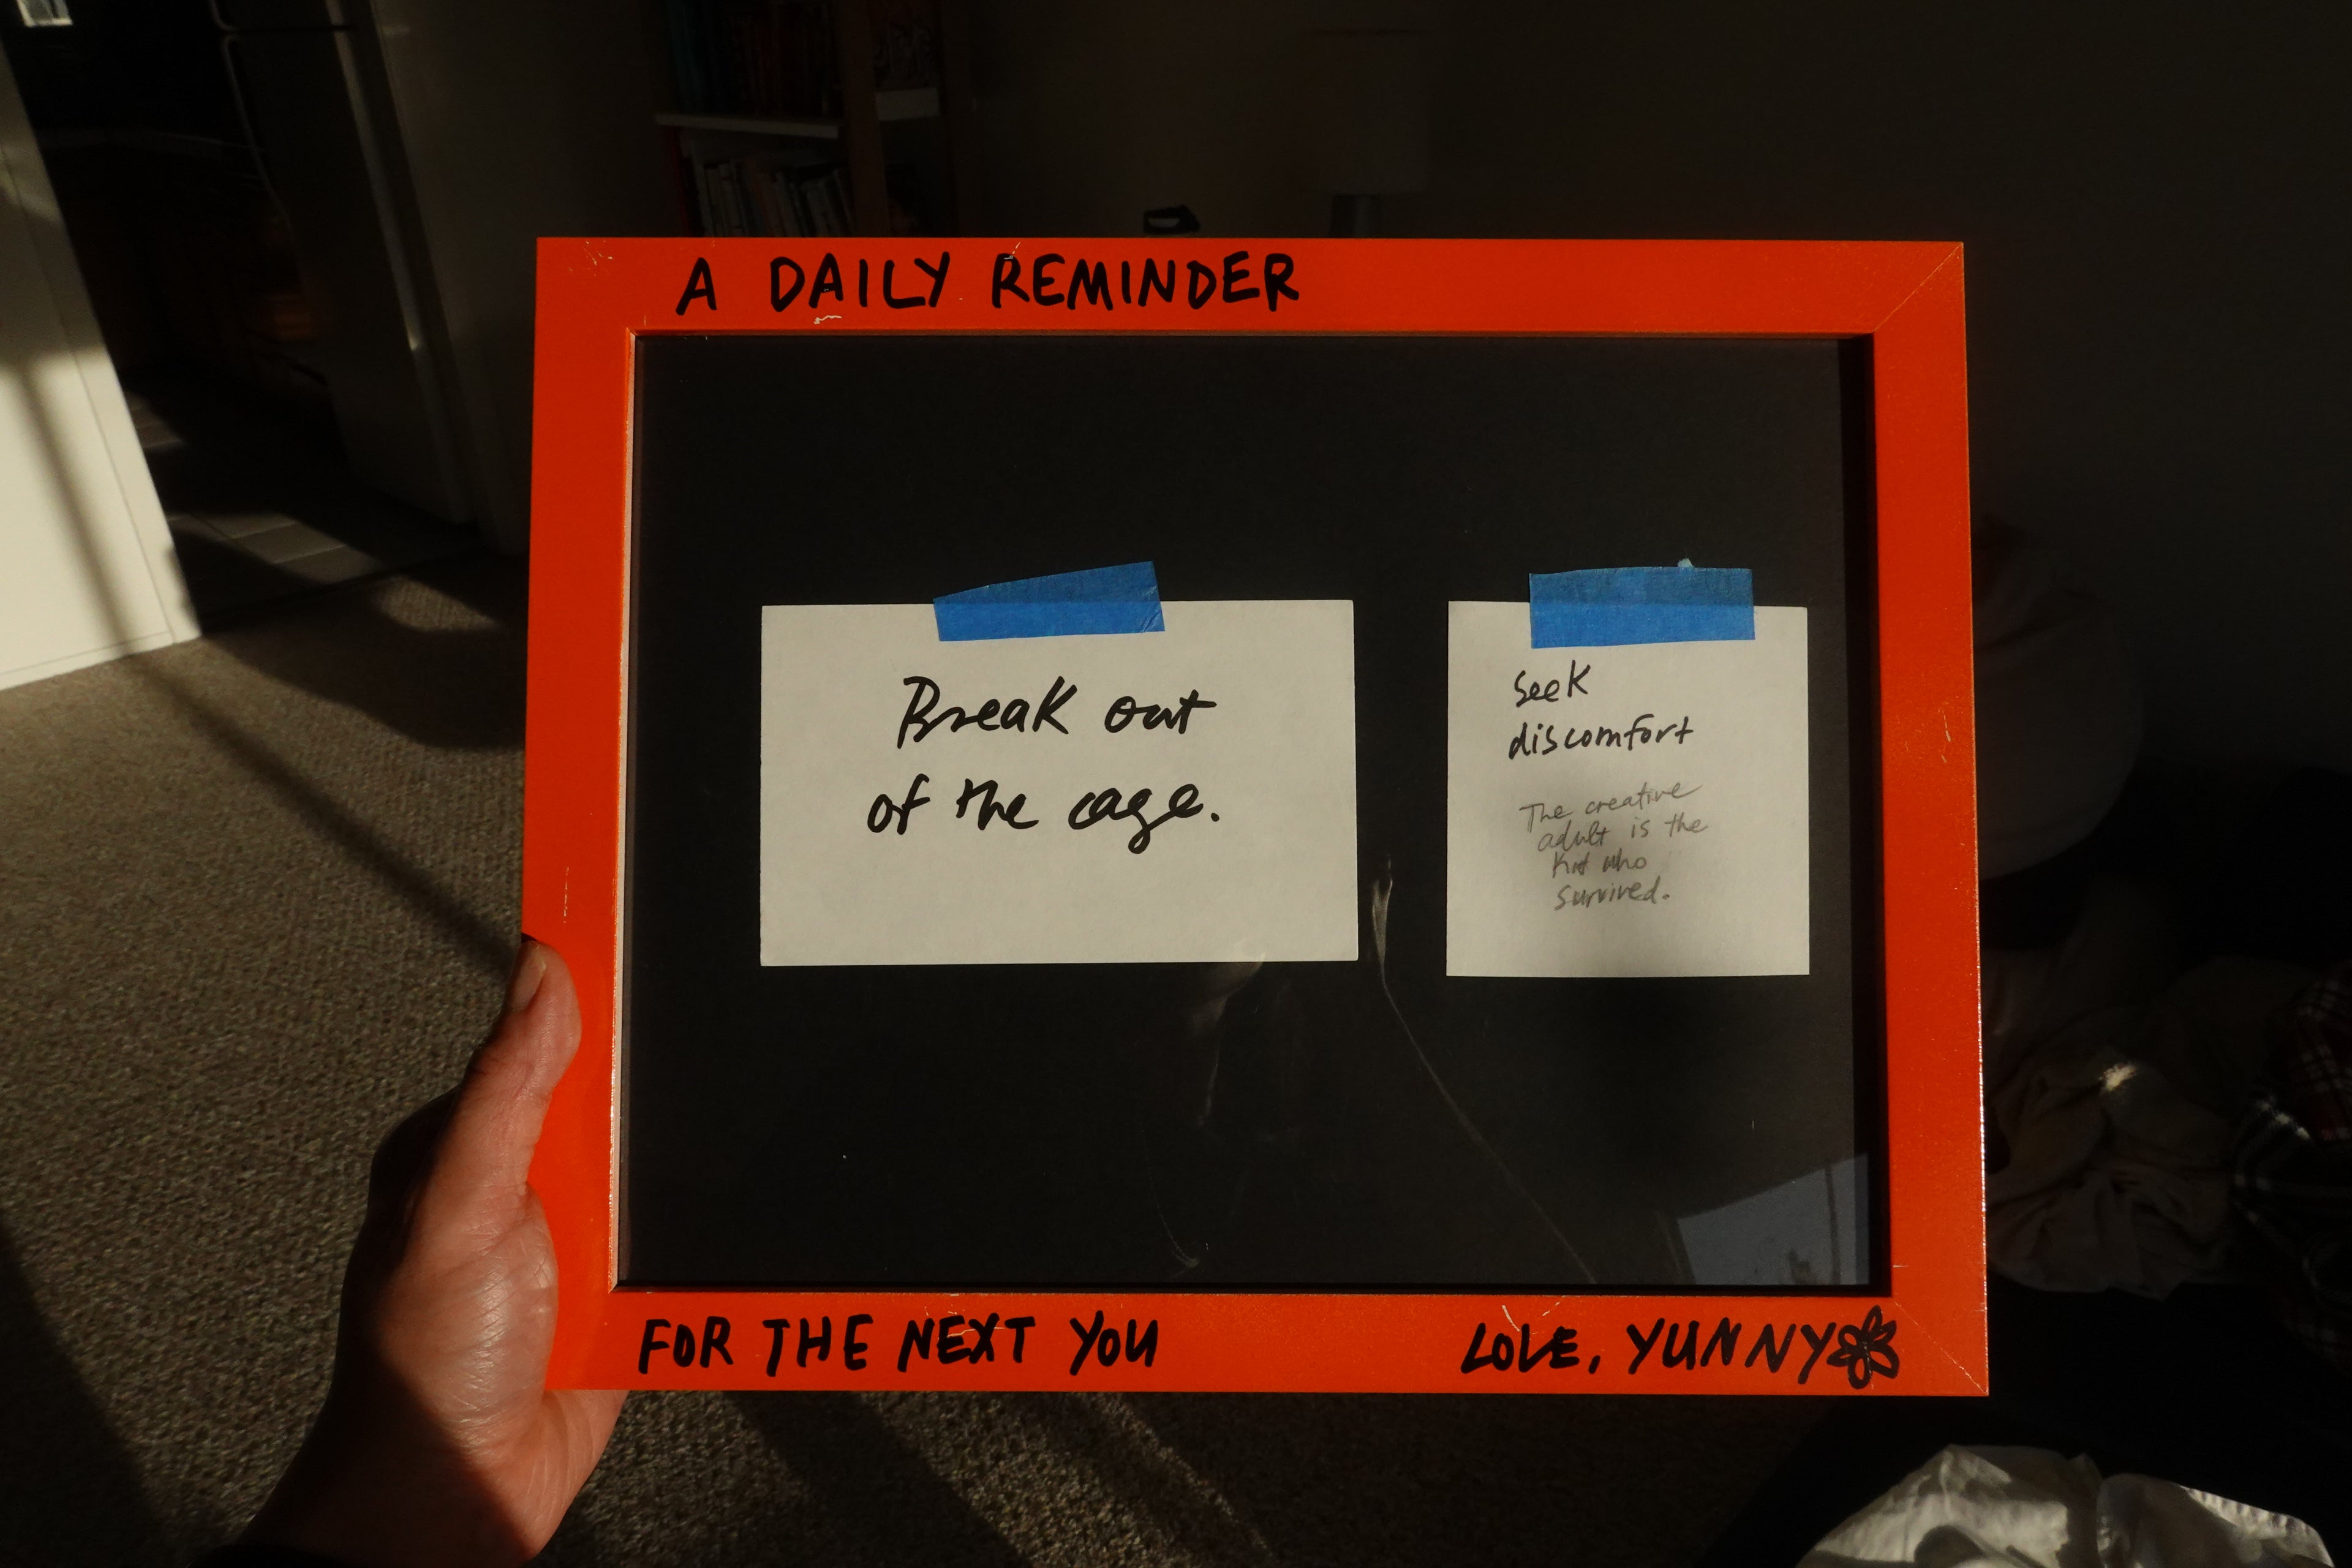 A DAILY REMINDER
Break out
of the cage.
seek
discomfort
The creative
adult is the
kid who
survived.
FOR THE NEXT YOU
LOVE, YUNNY